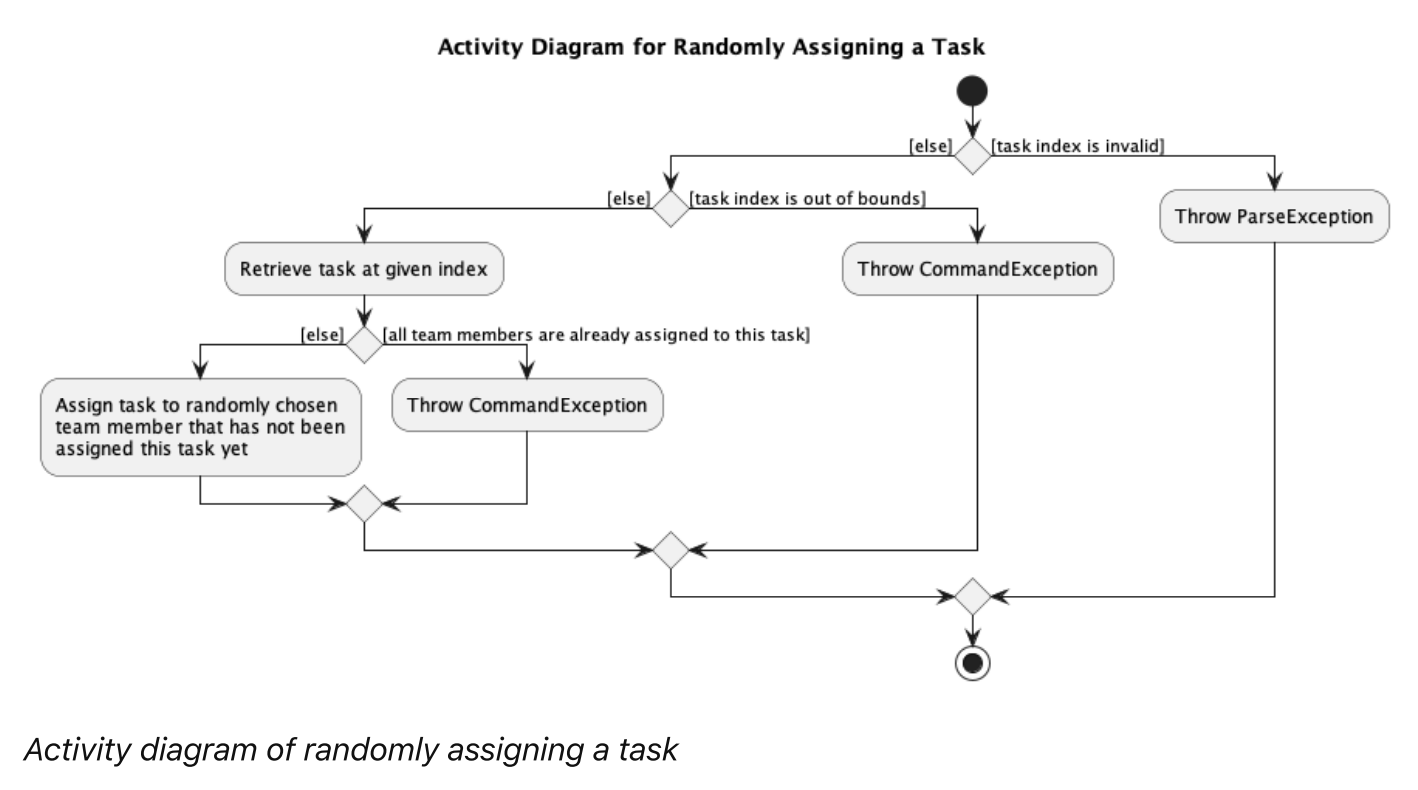 Activity Diagram for Randomly Assigning a Task
[else]
[task index is invalid]
[else]
[task index is out of bounds]
Throw ParseException
Retrieve task at given index
Throw CommandException
[else]
[all team members are already assigned to this task]
Assign task to randomly chosen
team member that has not been
assigned this task yet
Throw CommandException
Activity diagram of randomly assigning a task